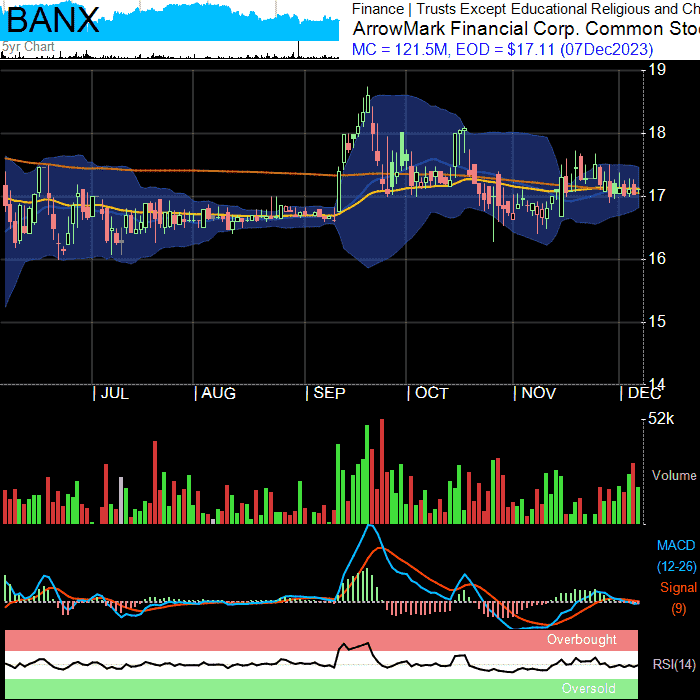 BANX
5yr Chart
Finance | Trusts Except Educational Religious and Ch
ArrowMark Financial Corp. Common Sto
MC = 121.5M, EOD = $17.11 (07Dec2023)
19
18
17
16
15
14
| JUL | AUG | SEP | OCT | NOV | DEC
52k
Volume
MACD
(12-26)
Signal
(9)
Overbought
RSI(14)
Oversold